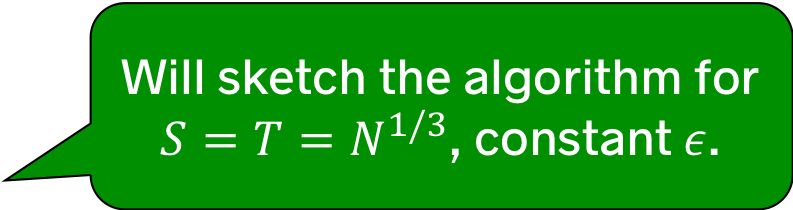 Will sketch the algorithm for
𝑆 = 𝑇 = 𝑁^{1/3}, constant 𝜖.